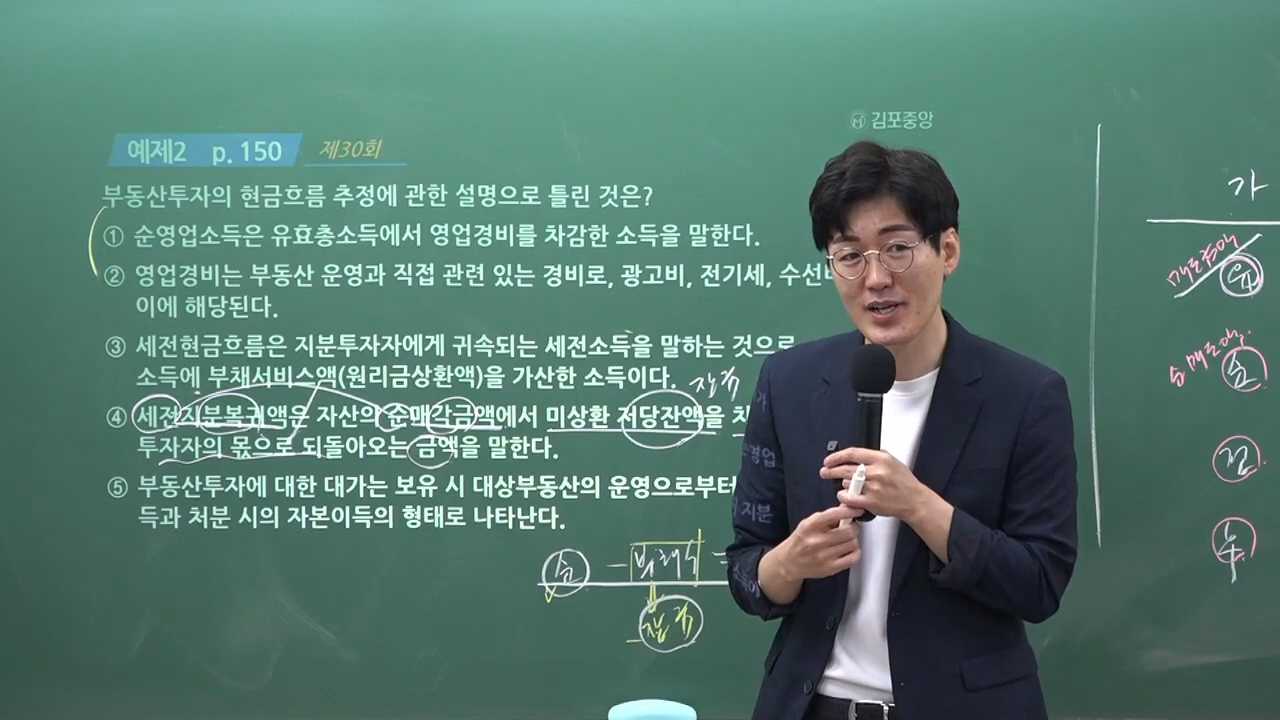 김포중앙
예제2 p. 150 제30회
부동산투자의 현금흐름 추정에 관한 설명으로 틀린 것은?
① 순영업소득은 유효총소득에서 영업경비를 차감한 소득을 말한다.
② 영업경비는 부동산 운영과 직접 관련 있는 경비로, 광고비, 전기세, 수선
이에 해당된다.
③ 세전현금흐름은 지분투자자에게 귀속되는 세전소득을 말하는 것으로
소득에 부채서비스액(원리금상환액)을 가산한 소득이다.
④ 세전지분복귀액은 자산의 순매각금액에서 미상환 저당잔액을 차
투자자의 몫으로 되돌아오는 금액을 말한다.
영업
⑤ 부동산투자에 대한 대가는 보유 시 대상부동산의 운영으로부터
지분
득과 처분 시의 자본이득의 형태로 나타난다.
순 –
가
순
전